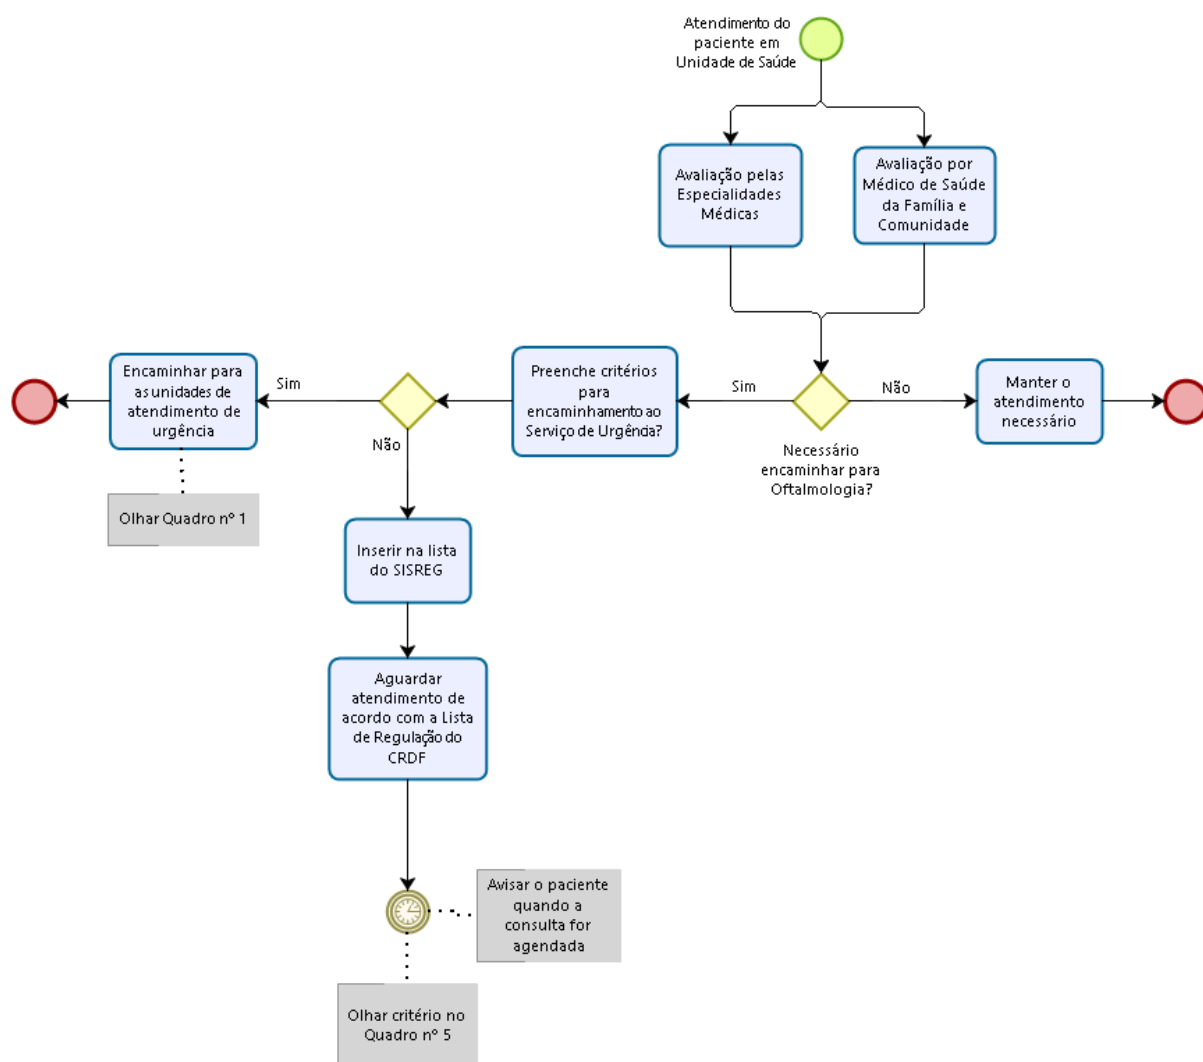 Atendimento do
paciente em
Unidade de Saúde
Avaliação pelas
Especialidades
Médicas
Avaliação por
Médico de Saúde
da Família e
Comunidade
Encaminhar para
as unidades de
atendimento de
urgência
Sim
Não
Preenche critérios
para
encaminhamento ao
Serviço de Urgência?
Sim
Não
Necessário
encaminhar para
Oftalmologia?
Manter o
atendimento
necessário
Olhar Quadro nº 1
Inserir na lista
do SISREG
Aguardar
atendimento de
acordo com a Lista
de Regulação do
CRDF
Avisar o paciente
quando a
consulta for
agendada
Olhar critério no
Quadro nº 5